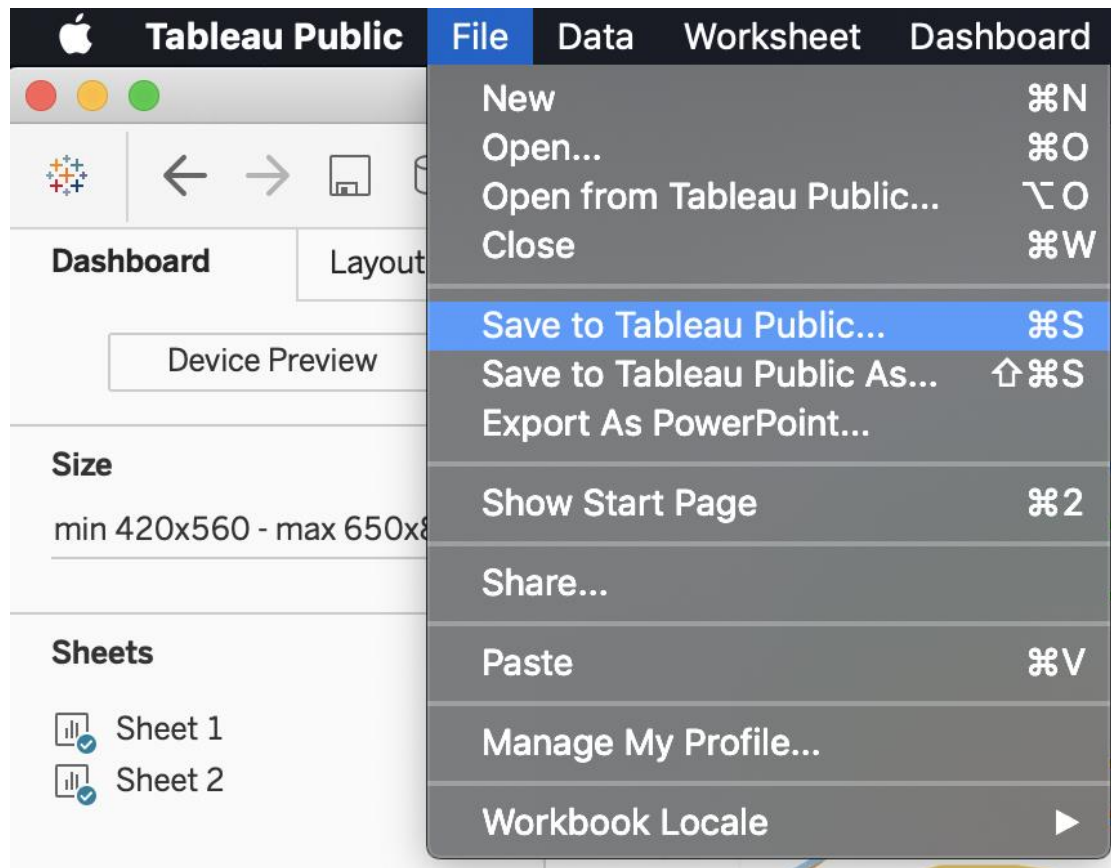 Tableau Public File Data Worksheet Dashboard
New ⌘N
Open... ⌘O
Open from Tableau Public... ⌥O
Close ⌘W
Save to Tableau Public... ⌘S
Save to Tableau Public As... ⇧⌘S
Export As PowerPoint...
Show Start Page ⌘2
Share...
Paste ⌘V
Manage My Profile...
Workbook Locale
Dashboard Layout
Device Preview
Size
min 420x560 - max 650x
Sheets
Sheet 1
Sheet 2